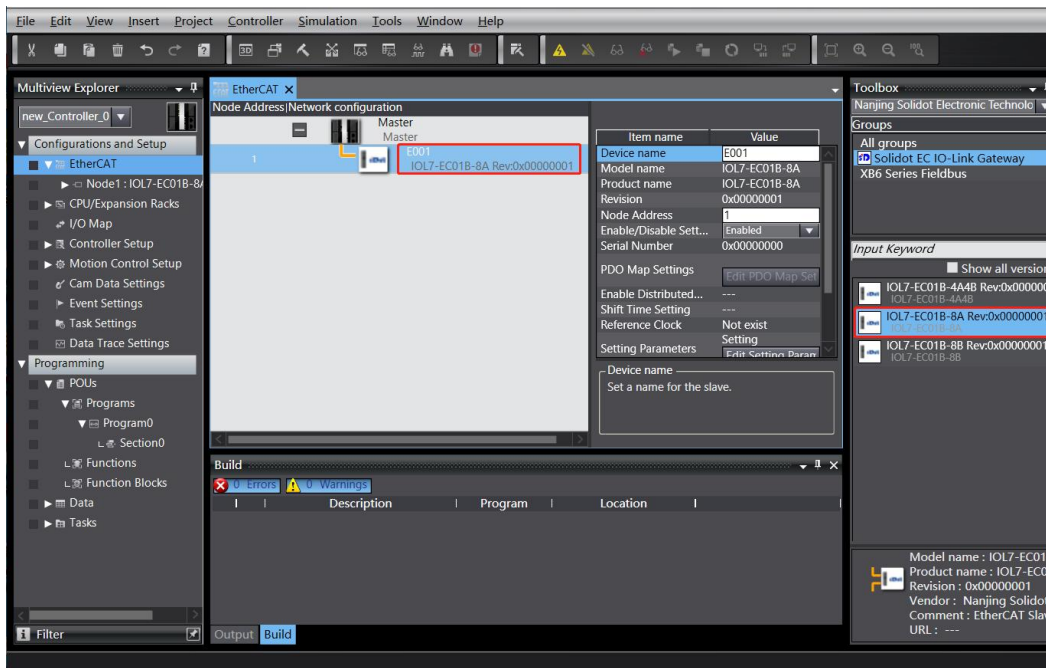 File Edit View Insert Project Controller Simulation Tools Window Help
Multiview Explorer
new_Controller_0
Configurations and Setup
EtherCAT
Node1 : IOL7-EC01B-8/
CPU/Expansion Racks
I/O Map
Controller Setup
Motion Control Setup
Cam Data Settings
Event Settings
Task Settings
Data Trace Settings
Programming
POUs
Programs
Program0
Section0
Functions
Function Blocks
Data
Tasks
Filter
EtherCAT
Node Address|Network configuration
Master
Master
1
E001
IOL7-EC01B-8A Rev:0x00000001
Item name Value
Device name E001
Model name IOL7-EC01B-8A
Product name IOL7-EC01B-8A
Revision 0x00000001
Node Address 1
Enable/Disable Sett... Enabled
Serial Number 0x00000000
PDO Map Settings Edit PDO Map Set
Enable Distributed... ---
Shift Time Setting ---
Reference Clock Not exist
Setting
Setting Parameters Edit Setting Param
Device name
Set a name for the slave.
Build
0 Errors 0 Warnings
Description Program Location
Output Build
Toolbox
Nanjing Solidot Electronic Technolo
Groups
All groups
Solidot EC IO-Link Gateway
XB6 Series Fieldbus
Input Keyword
Show all version
IOL7-EC01B-4A4B Rev:0x000000
IOL7-EC01B-4A4B
IOL7-EC01B-8A Rev:0x00000001
IOL7-EC01B-8A
IOL7-EC01B-8B Rev:0x00000001
IOL7-EC01B-8B
Model name : IOL7-EC01
Product name : IOL7-EC0
Revision : 0x00000001
Vendor : Nanjing Solidot
Comment : EtherCAT Slav
URL : ---